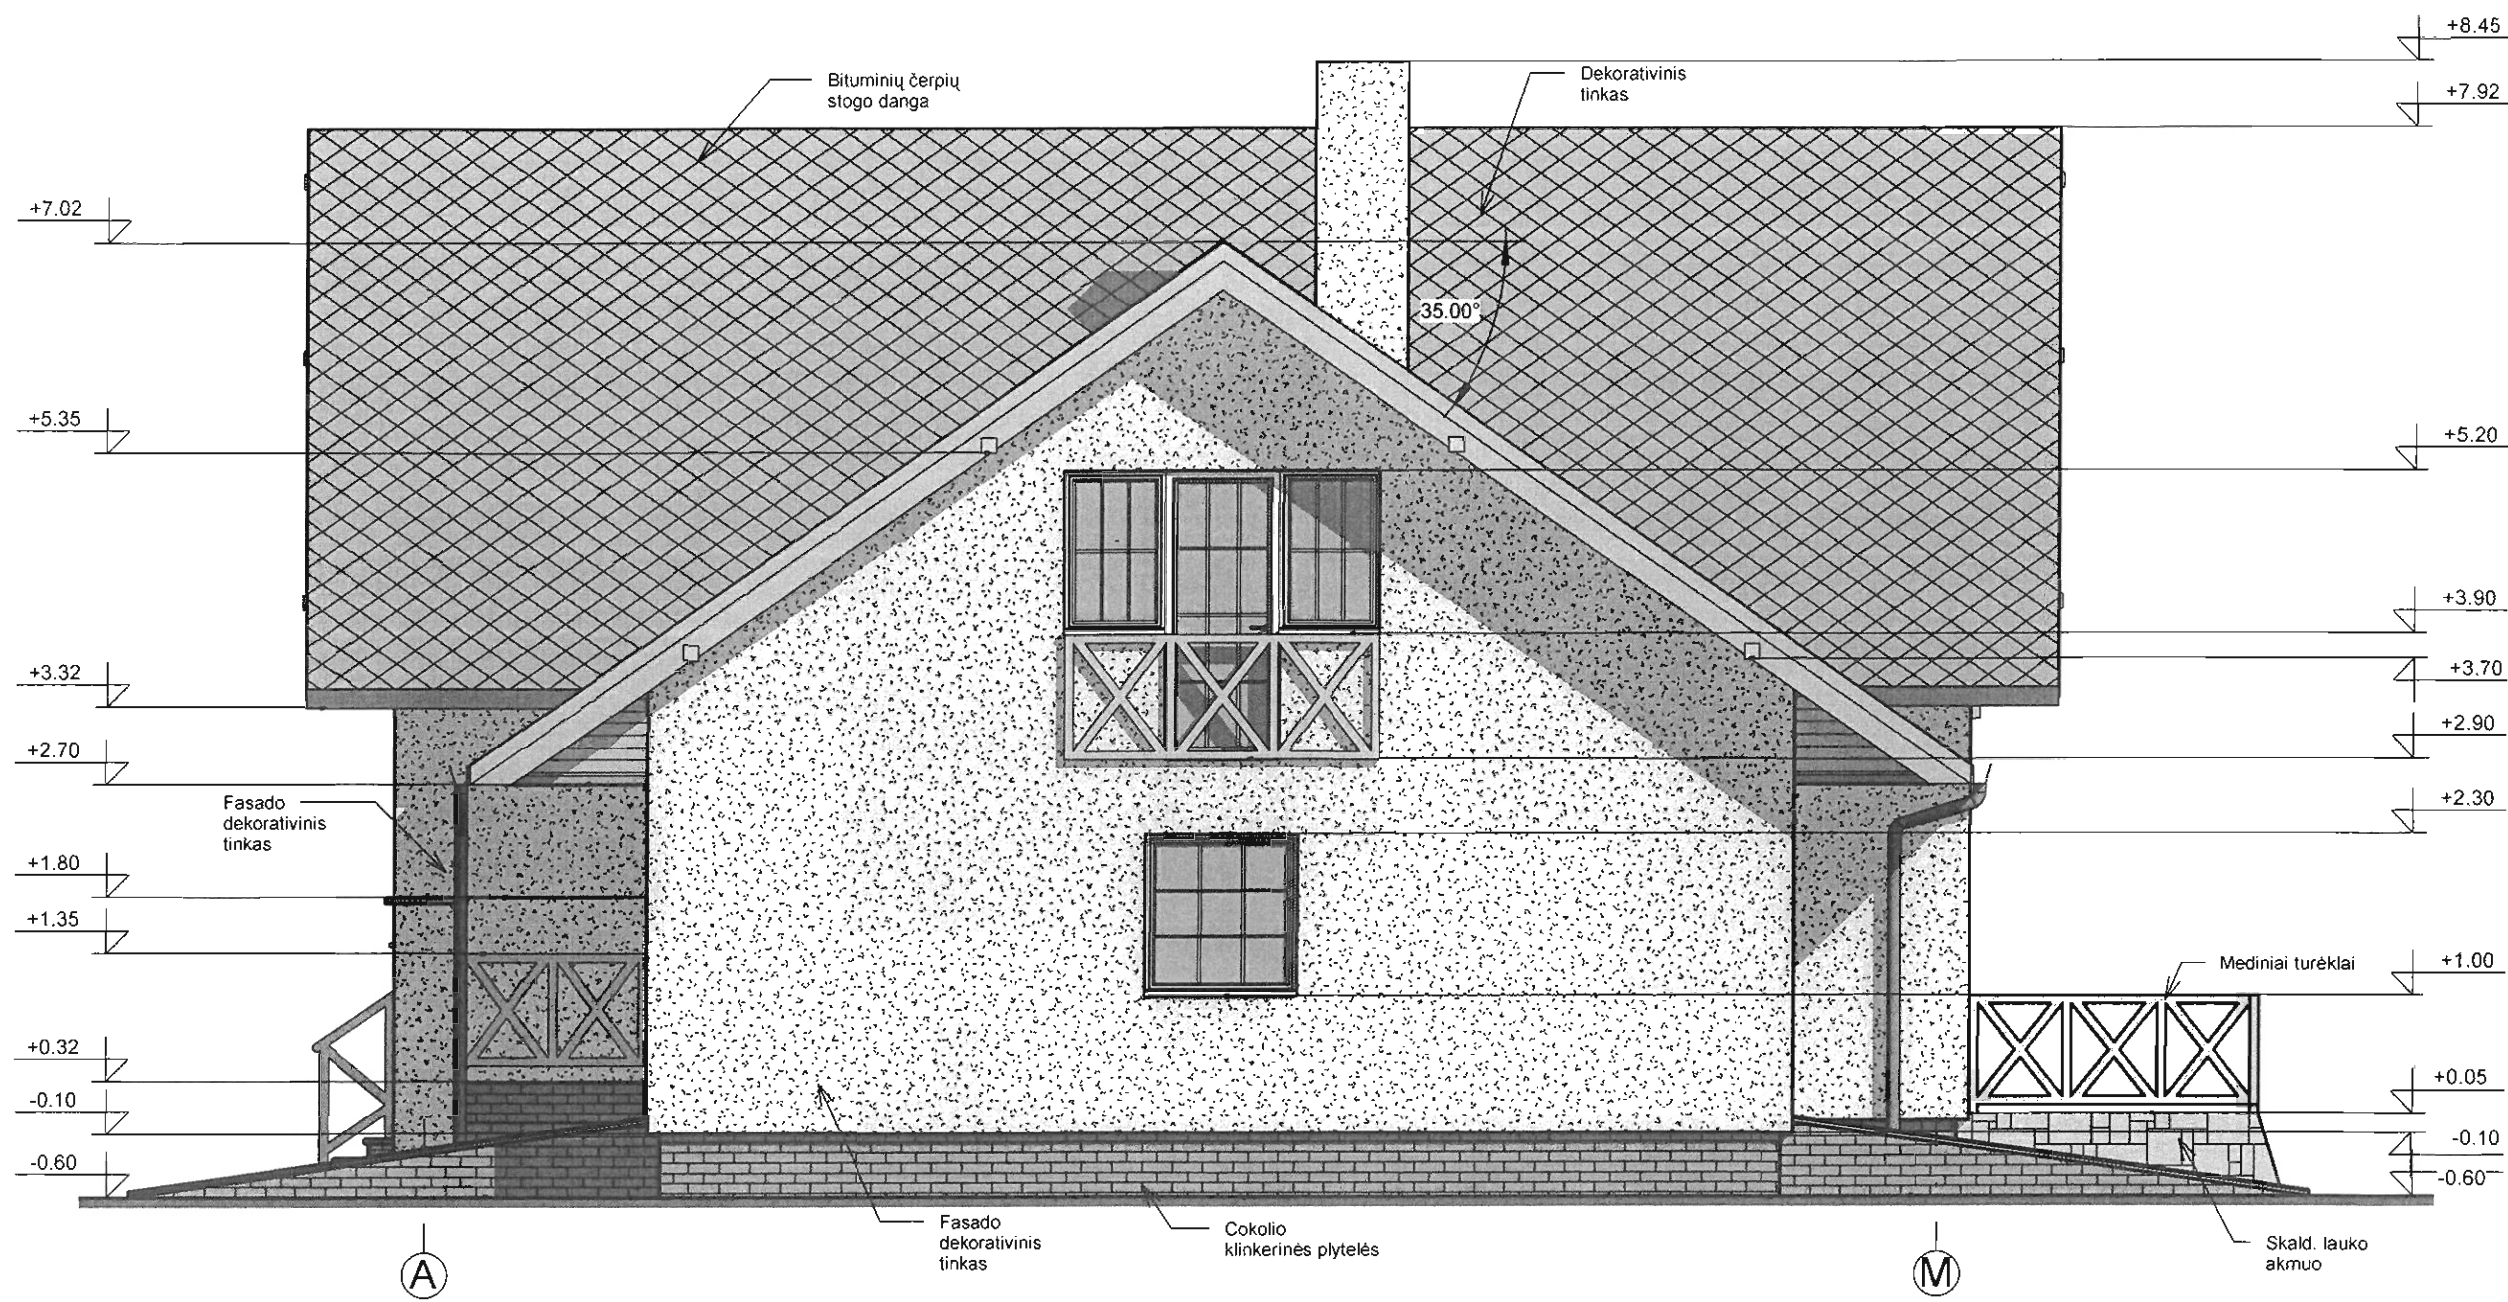 +8.45
Bituminių čerpių
stogo danga
Dekorativinis
tinkas
+7.92
+7.02
35.00°
+5.35
+5.20
+3.90
+3.32
+3.70
+2.90
+2.70
Fasado
dekorativinis
tinkas
+2.30
+1.80
+1.35
Mediniai turėklai
+1.00
+0.32
+0.05
-0.10
-0.10
-0.60
-0.60
Fasado
dekorativinis
tinkas
Cokolio
klinkerinės plytelės
Skald. lauko
akmuo
A
M